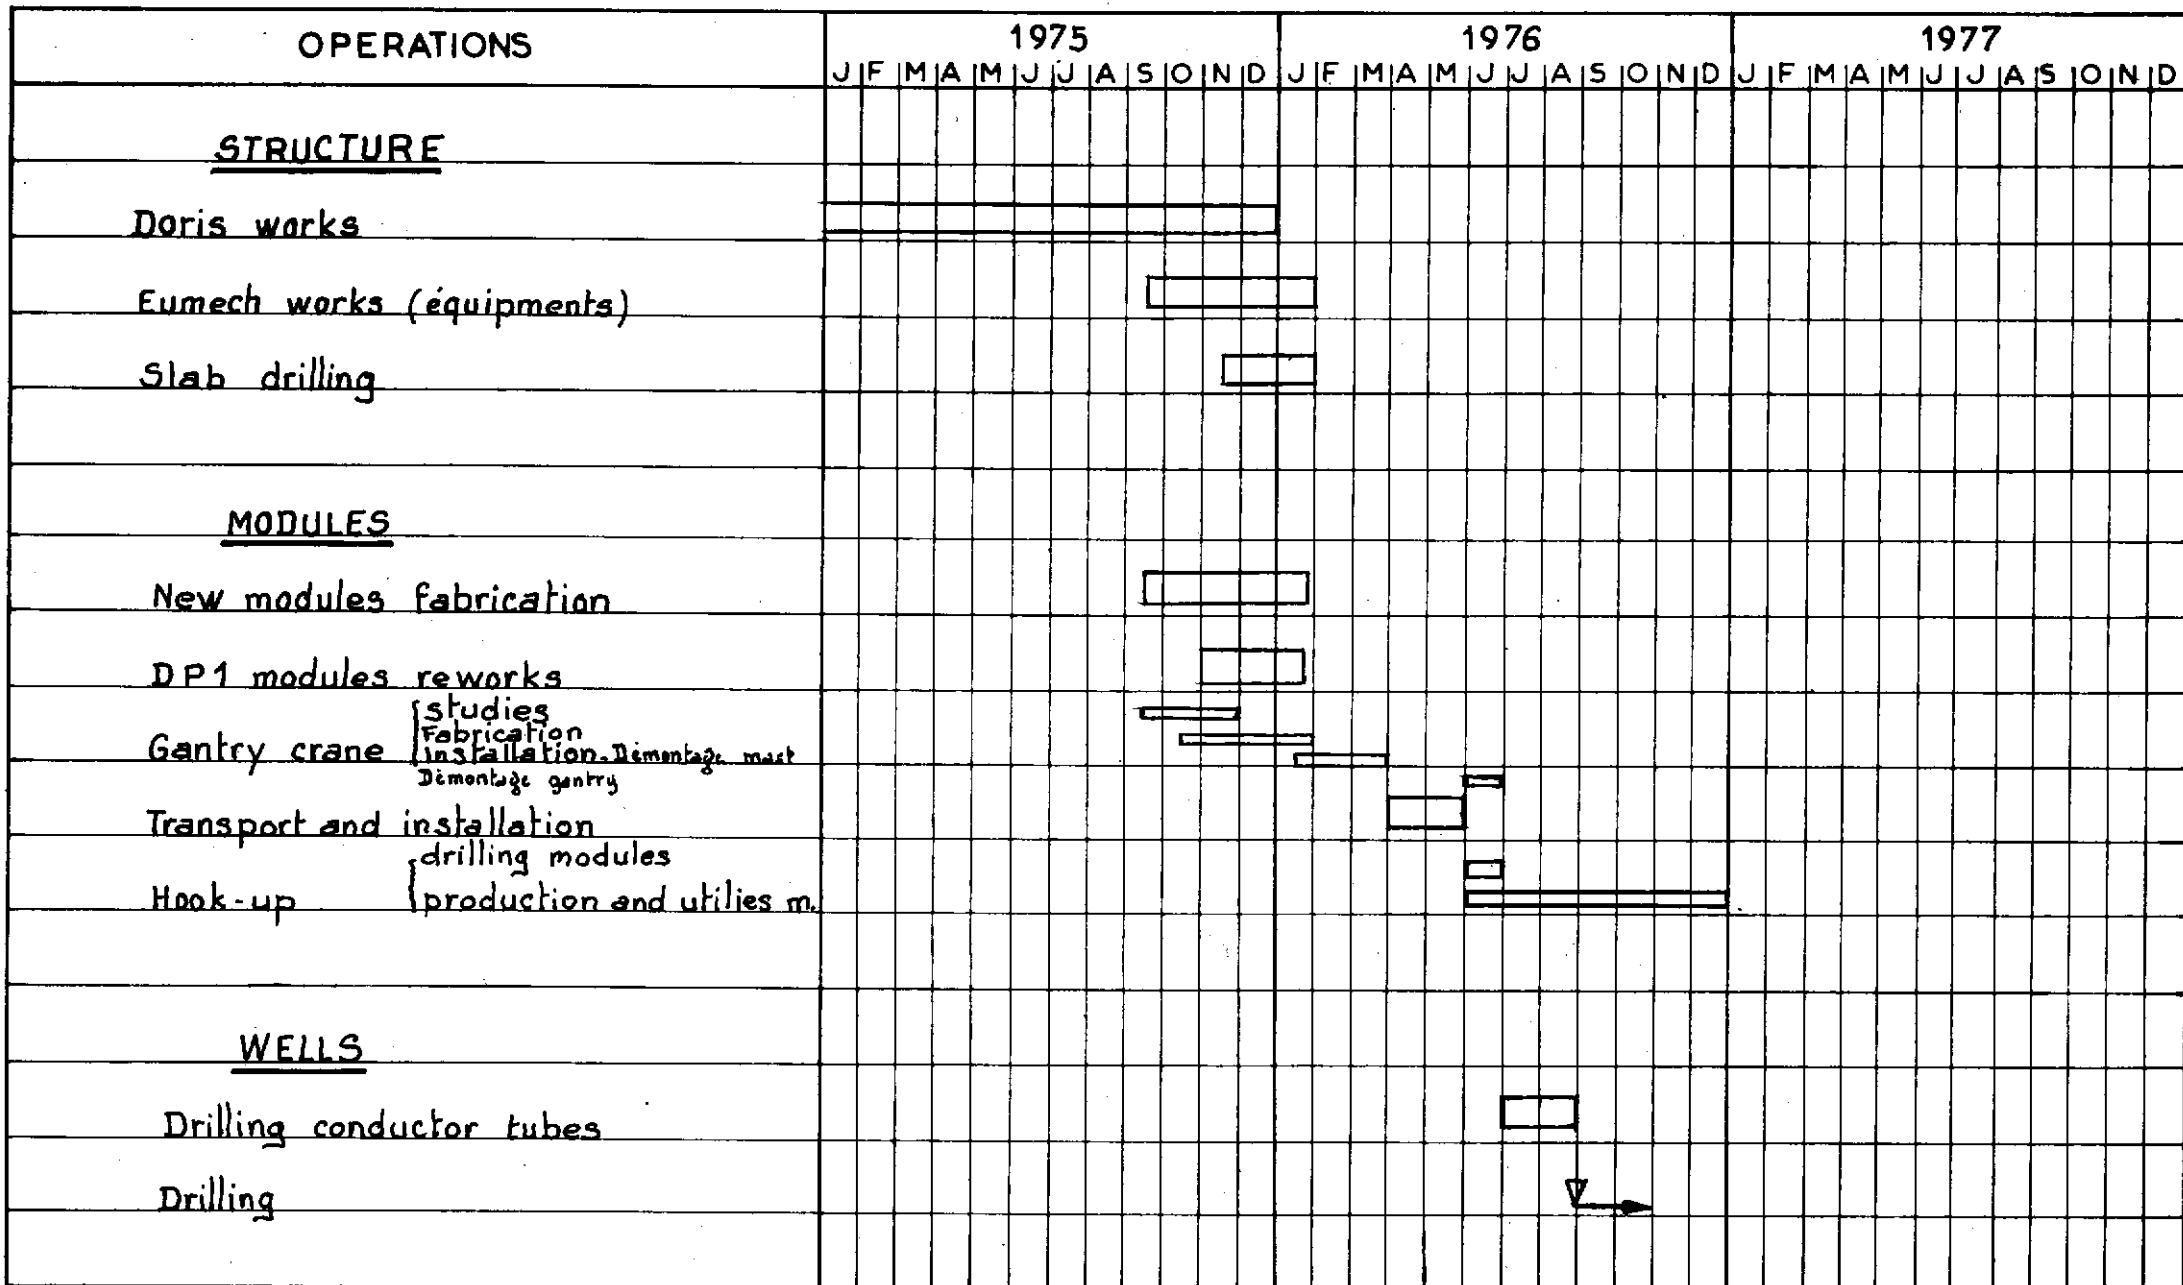 OPERATIONS 1975 1976 1977
J F M A M J J A S O N D J F M A M J J A S O N D J F M A M J J A S O N D
STRUCTURE
Doris works
Eumech works (équipments)
Slab drilling
MODULES
New modules fabrication
DP1 modules reworks
studies
Fabrication
Gantry crane installation. Démontage mast
Démontage gantry
Transport and installation
drilling modules
Hook-up production and utilies m.
WELLS
Drilling conductor tubes
Drilling